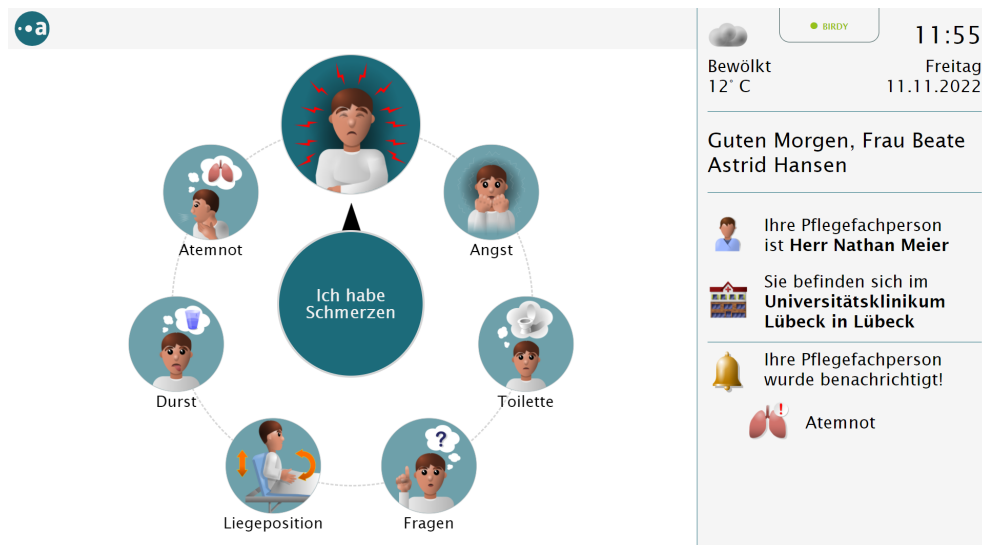 a
BIRDY
11:55
Bewölkt
Freitag
12° C
11.11.2022
Guten Morgen, Frau Beate
Astrid Hansen
Ihre Pflegefachperson
ist Herr Nathan Meier
Sie befinden sich im
Universitätsklinikum
Lübeck in Lübeck
Ihre Pflegefachperson
wurde benachrichtigt!
! Atemnot
Atemnot
Angst
Ich habe
Schmerzen
Durst
Toilette
?
Liegeposition
Fragen